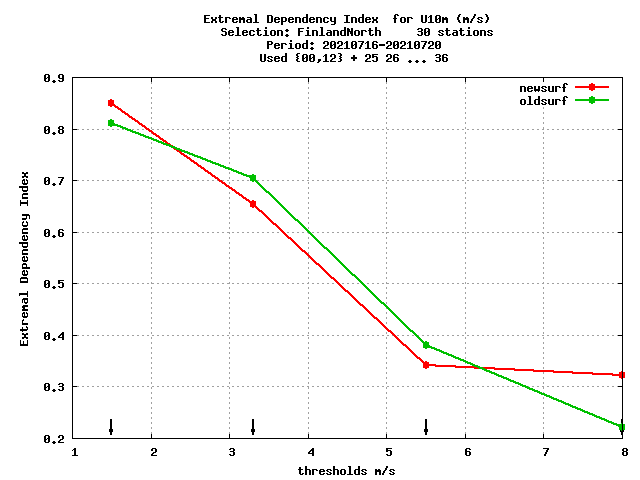 Extremal Dependency Index  for U10m (m/s)
Selection: FinlandNorth     30 stations
Period: 20210716-20210720
Used {00,12} + 25 26 ... 36
newsurf
oldsurf
Extremal Dependency Index
0.9
0.8
0.7
0.6
0.5
0.4
0.3
0.2
1 2 3 4 5 6 7 8
thresholds m/s